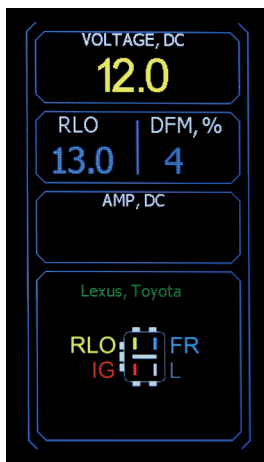 VOLTAGE, DC
12.0
RLO DFM, %
13.0 4
AMP, DC
Lexus, Toyota
RLO FR
IG L